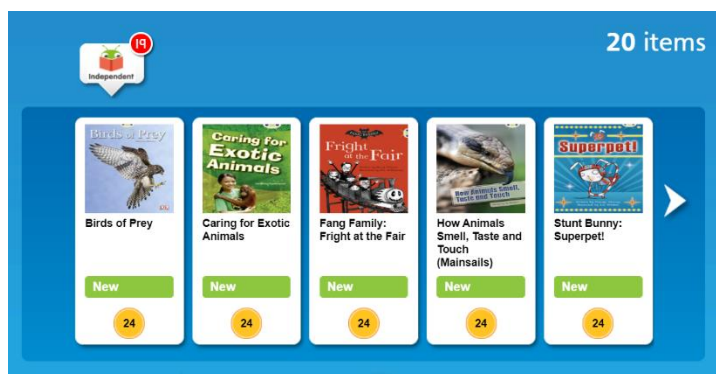 19
20 items
Independent
Birds of Prey
Caring for
Exotic
Animals
Fright
at the Fair
How Animals Smell,
Taste and Touch
Superpet!
Birds of Prey
Caring for Exotic
Animals
Fang Family:
Fright at the Fair
How Animals
Smell, Taste and
Touch
(Mainsails)
Stunt Bunny:
Superpet!
New
New
New
New
New
24
24
24
24
24